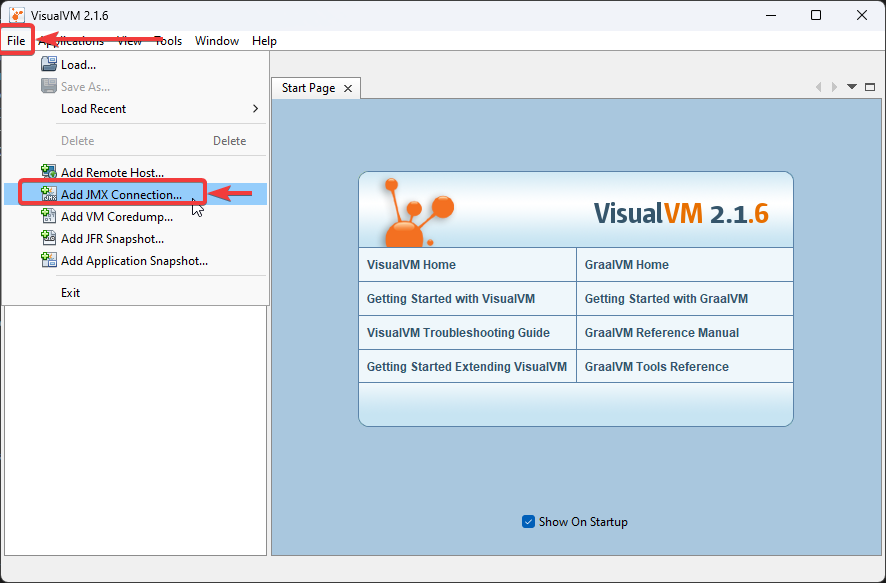 VisualVM 2.1.6
File Applications View Tools Window Help
Load...
Save As...
Load Recent
Delete Delete
Add Remote Host...
Add JMX Connection...
Add VM Coredump...
Add JFR Snapshot...
Add Application Snapshot...
Exit
Start Page
VisualVM 2.1.6
VisualVM Home GraalVM Home
Getting Started with VisualVM Getting Started with GraalVM
VisualVM Troubleshooting Guide GraalVM Reference Manual
Getting Started Extending VisualVM GraalVM Tools Reference
Show On Startup